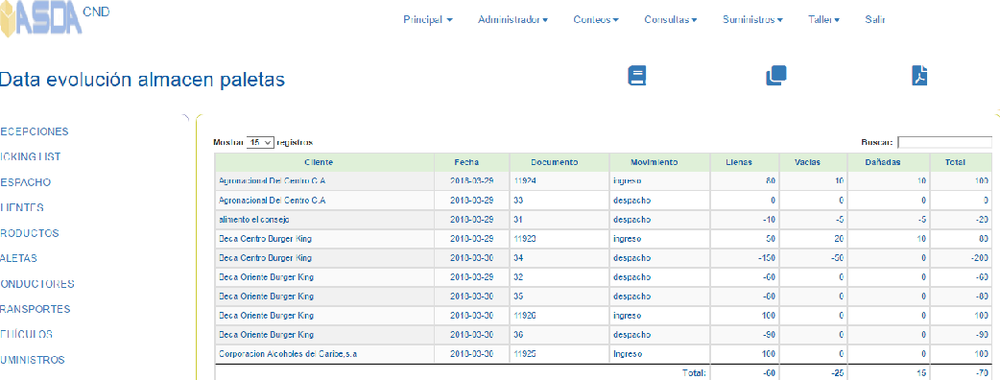 ASDA CND
Principal Administrador Conteos Consultas Suministros Taller Salir
Data evolución almacen paletas
ECEPCIONES
ICKING LIST
ESPACHO
LIENTES
RODUCTOS
ALETAS
ONDUCTORES
RANSPORTES
EHÍCULOS
UMINISTROS
Mostrar 15 registros Buscar:
Cliente Fecha Documento Movimiento Llenas Vacias Dañadas Total
Agronacional Del Centro C.A 2018-03-29 11924 ingreso 80 10 10 100
Agronacional Del Centro C.A 2018-03-29 33 despacho 0 0 0 0
alimento el consejo 2018-03-29 31 despacho -10 -5 -5 -20
Beca Centro Burger King 2018-03-29 11923 ingreso 50 20 10 80
Beca Centro Burger King 2018-03-30 34 despacho -150 -50 0 -200
Beca Oriente Burger King 2018-03-29 32 despacho -60 0 0 -60
Beca Oriente Burger King 2018-03-30 35 despacho -80 0 0 -80
Beca Oriente Burger King 2018-03-30 11926 ingreso 100 0 0 100
Beca Oriente Burger King 2018-03-30 36 despacho -90 0 0 -90
Corporacion Alcoholes del Caribe,s.a 2018-03-30 11925 Ingreso 100 0 0 100
Total: -60 -25 15 -70